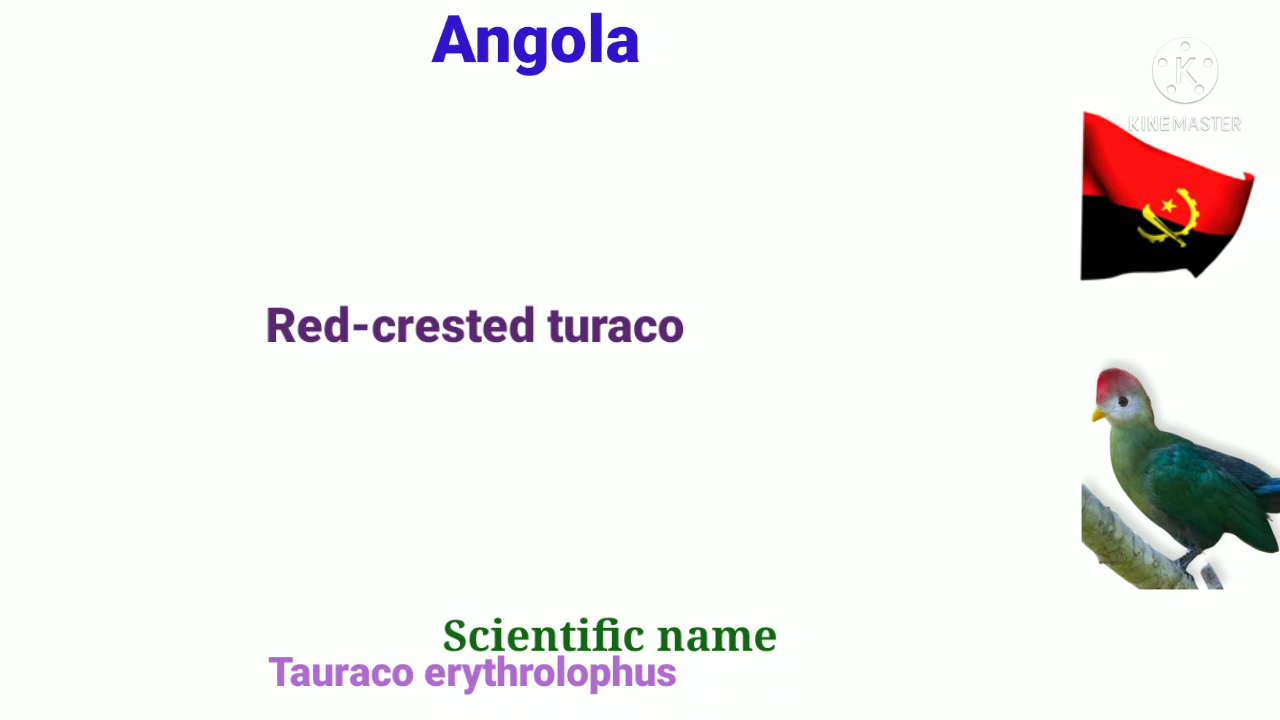 Angola
K
KINEMASTER
Red-crested turaco
Scientific name
Tauraco erythrolophus